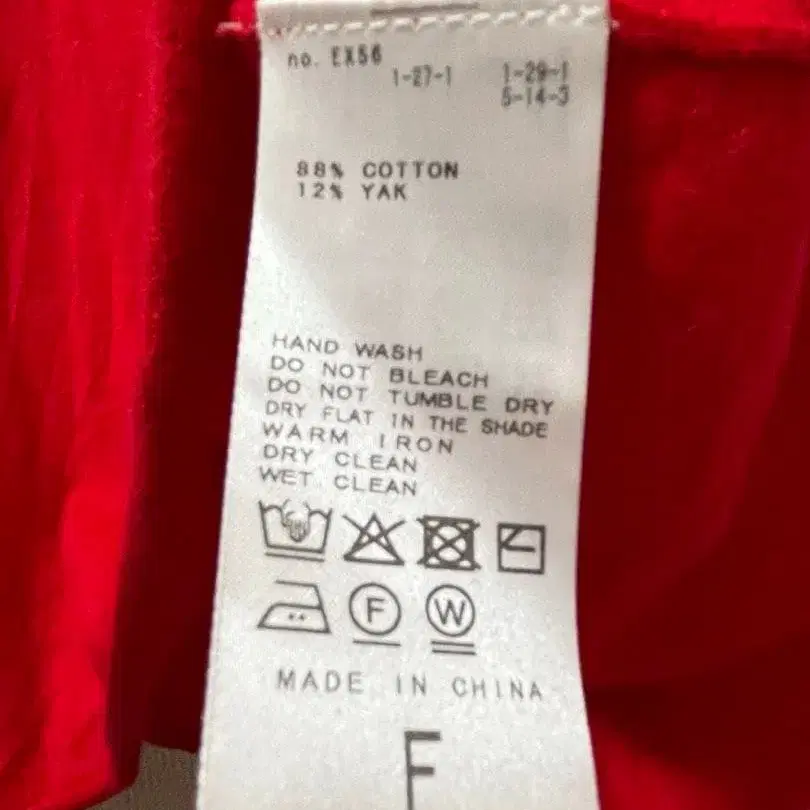 no. EX56
1-27-1 1-29-1
5-14-3
88% COTTON
12% YAK
HAND WASH
DO NOT BLEACH
DO NOT TUMBLE DRY
DRY FLAT IN THE SHADE
WARM IRON
DRY CLEAN
WET CLEAN
F W
MADE IN CHINA
F